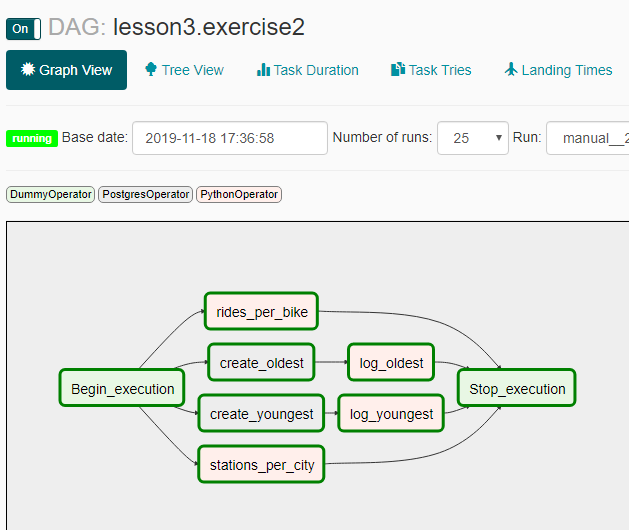 On DAG: lesson3.exercise2
Graph View Tree View Task Duration Task Tries Landing Times
running Base date: 2019-11-18 17:36:58 Number of runs: 25 Run: manual__2
DummyOperator PostgresOperator PythonOperator
rides_per_bike
create_oldest log_oldest
Begin_execution Stop_execution
create_youngest log_youngest
stations_per_city